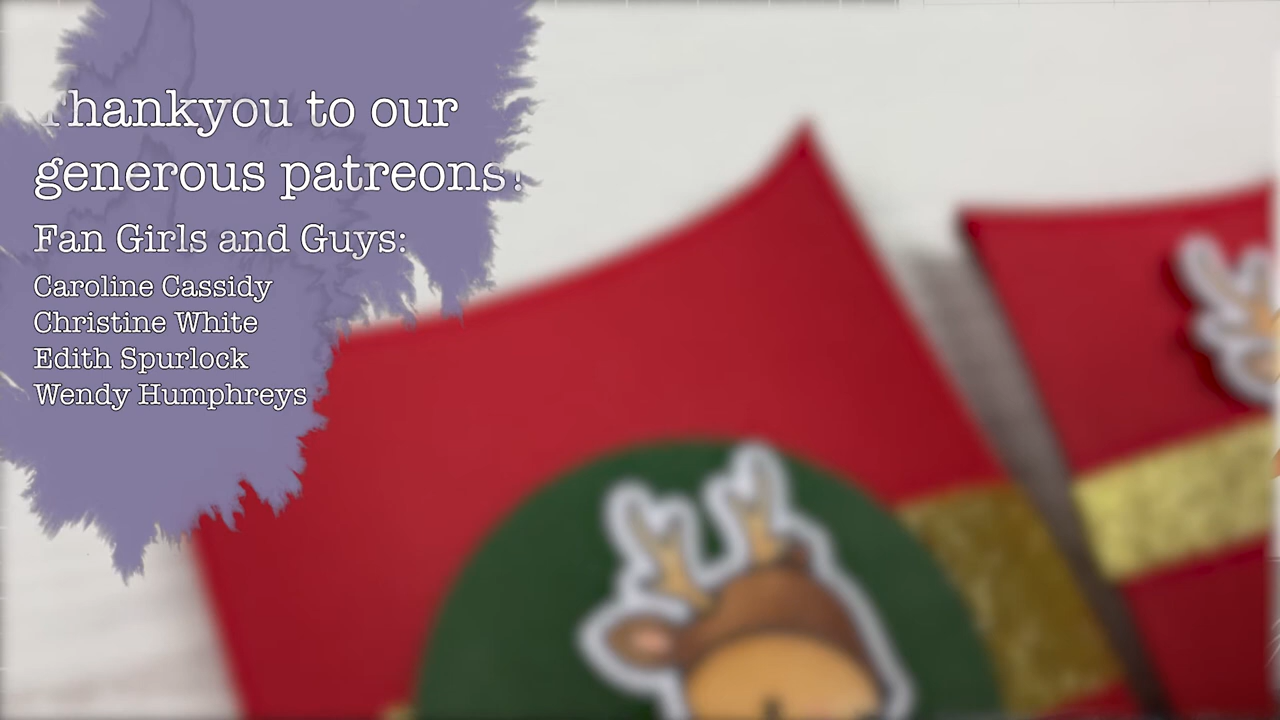 Thankyou to our
generous patreons!
Fan Girls and Guys:
Caroline Cassidy
Christine White
Edith Spurlock
Wendy Humphreys